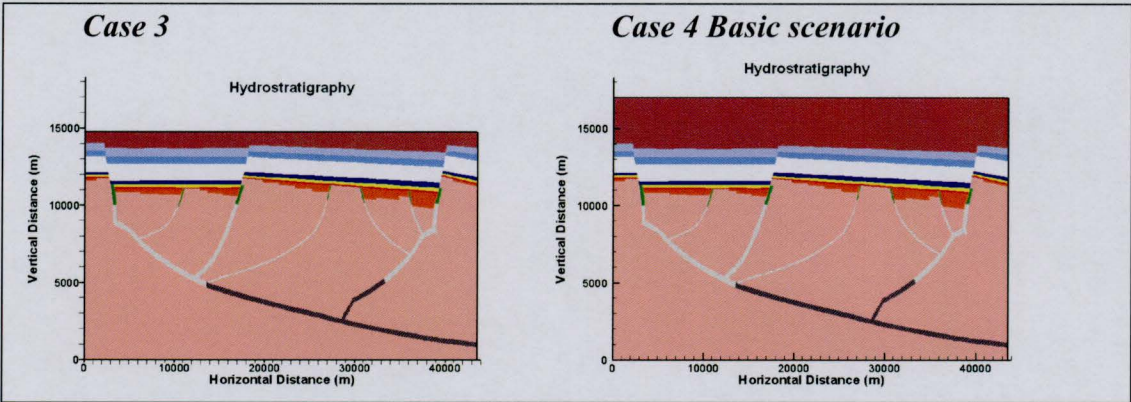 Case 3
Hydrostratigraphy
15000
10000
5000
0
Vertical Distance (m)
0 10000 20000 30000 40000
Horizontal Distance (m)
Case 4 Basic scenario
Hydrostratigraphy
15000
10000
5000
0
Vertical Distance (m)
0 10000 20000 30000 40000
Horizontal Distance (m)